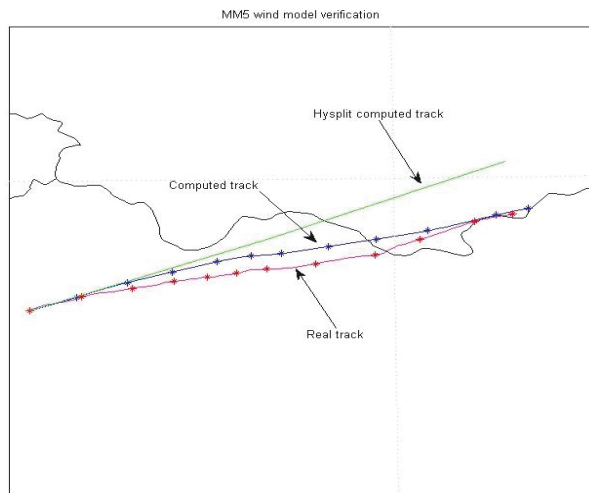 MM5 wind model verification
Hysplit computed track
Computed track
Real track